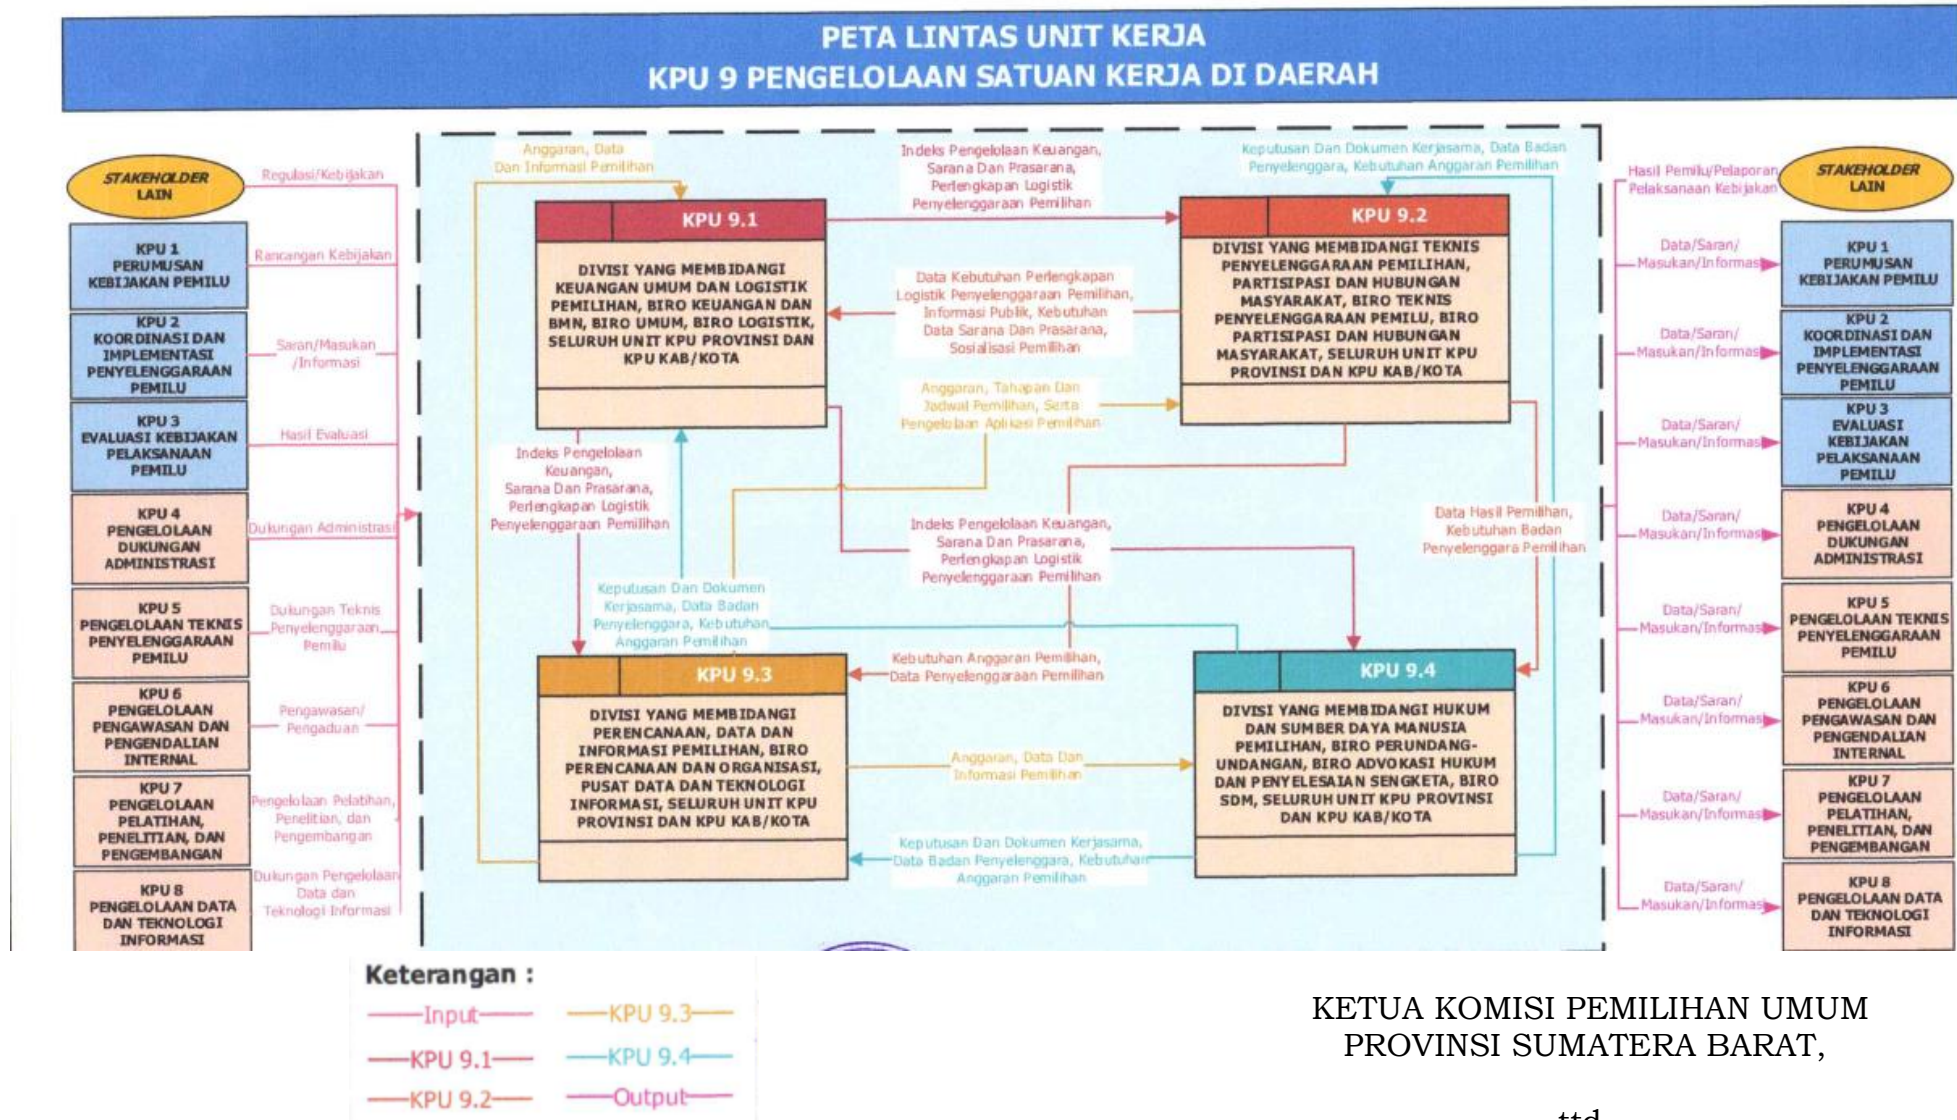 PETA LINTAS UNIT KERJA
KPU 9 PENGELOLAAN SATUAN KERJA DI DAERAH
STAKEHOLDER
LAIN
KPU 1
PERUMUSAN
KEBIJAKAN PEMILU
KPU 2
KOORDINASI DAN
IMPLEMENTASI
PENYELENGGARAAN
PEMILU
KPU 3
EVALUASI KEBIJAKAN
PELAKSANAAN
PEMILU
KPU 4
PENGELOLAAN
DUKUNGAN
ADMINISTRASI
KPU 5
PENGELOLAAN TEKNIS
PENYELENGGARAAN
PEMILU
KPU 6
PENGELOLAAN
PENGAWASAN DAN
PENGENDALIAN
INTERNAL
KPU 7
PENGELOLAAN
PELATIHAN,
PENELITIAN, DAN
PENGEMBANGAN
KPU 8
PENGELOLAAN DATA
DAN TEKNOLOGI
INFORMASI
Regulasi/Kebijakan
Rancangan Kebijakan
Saran/Masukan
/Informasi
Hasil Evaluasi
Dukungan Administrasi
Dukungan Teknis
Penyelenggaraan
Pemilu
Pengawasan/
Pengaduan
Pengelolaan Pelatihan,
Penelitian, dan
Pengembangan
Dukungan Pengelolaan
Data dan
Teknologi Informasi
Anggaran, Data
Dan Informasi Pemilihan
Indeks Pengelolaan Keuangan,
Sarana Dan Prasarana,
Perlengkapan Logistik
Penyelenggaraan Pemilihan
Keputusan Dan Dokumen Kerjasama, Data Badan
Penyelenggara, Kebutuhan Anggaran Pemilihan
KPU 9.1
DIVISI YANG MEMBIDANGI
KEUANGAN UMUM DAN LOGISTIK
PEMILIHAN, BIRO KEUANGAN DAN
BMN, BIRO UMUM, BIRO LOGISTIK,
SELURUH UNIT KPU PROVINSI DAN
KPU KAB/KOTA
KPU 9.2
DIVISI YANG MEMBIDANGI TEKNIS
PENYELENGGARAAN PEMILIHAN,
PARTISIPASI DAN HUBUNGAN
MASYARAKAT, BIRO TEKNIS
PENYELENGGARAAN PEMILU, BIRO
PARTISIPASI DAN HUBUNGAN
MASYARAKAT, SELURUH UNIT KPU
PROVINSI DAN KPU KAB/KOTA
Data Kebutuhan Perlengkapan
Logistik Penyelenggaraan Pemilihan,
Informasi Publik, Kebutuhan
Data Sarana Dan Prasarana,
Sosialisasi Pemilihan
Anggaran, Tahapan Dan
Jadwal Pemilihan, Serta
Pengelolaan Aplikasi Pemilihan
Indeks Pengelolaan
Keuangan,
Sarana Dan Prasarana,
Perlengkapan Logistik
Penyelenggaraan Pemilihan
Indeks Pengelolaan Keuangan,
Sarana Dan Prasarana,
Perlengkapan Logistik
Penyelenggaraan Pemilihan
Data Hasil Pemilihan,
Kebutuhan Badan
Penyelenggara Pemilihan
Keputusan Dan Dokumen
Kerjasama, Data Badan
Penyelenggara, Kebutuhan
Anggaran Pemilihan
Kebutuhan Anggaran Pemilihan,
Data Penyelenggaraan Pemilihan
KPU 9.3
DIVISI YANG MEMBIDANGI
PERENCANAAN, DATA DAN
INFORMASI PEMILIHAN, BIRO
PERENCANAAN DAN ORGANISASI,
PUSAT DATA DAN TEKNOLOGI
INFORMASI, SELURUH UNIT KPU
PROVINSI DAN KPU KAB/KOTA
KPU 9.4
DIVISI YANG MEMBIDANGI HUKUM
DAN SUMBER DAYA MANUSIA
PEMILIHAN, BIRO PERUNDANG-
UNDANGAN, BIRO ADVOKASI HUKUM
DAN PENYELESAIAN SENGKETA, BIRO
SDM, SELURUH UNIT KPU PROVINSI
DAN KPU KAB/KOTA
Anggaran, Data Dan
Informasi Pemilihan
Keputusan Dan Dokumen Kerjasama,
Data Badan Penyelenggara, Kebutuhan
Anggaran Pemilihan
Hasil Pemilu/Pelaporan
Pelaksanaan Kebijakan
Data/Saran/
Masukan/Informasi
Data/Saran/
Masukan/Informasi
Data/Saran/
Masukan/Informasi
Data/Saran/
Masukan/Informasi
Data/Saran/
Masukan/Informasi
Data/Saran/
Masukan/Informasi
Data/Saran/
Masukan/Informasi
Data/Saran/
Masukan/Informasi
STAKEHOLDER
LAIN
KPU 1
PERUMUSAN
KEBIJAKAN PEMILU
KPU 2
KOORDINASI DAN
IMPLEMENTASI
PENYELENGGARAAN
PEMILU
KPU 3
EVALUASI
KEBIJAKAN
PELAKSANAAN
PEMILU
KPU 4
PENGELOLAAN
DUKUNGAN
ADMINISTRASI
KPU 5
PENGELOLAAN TEKNIS
PENYELENGGARAAN
PEMILU
KPU 6
PENGELOLAAN
PENGAWASAN DAN
PENGENDALIAN
INTERNAL
KPU 7
PENGELOLAAN
PELATIHAN,
PENELITIAN, DAN
PENGEMBANGAN
KPU 8
PENGELOLAAN DATA
DAN TEKNOLOGI
INFORMASI
Keterangan :
Input
KPU 9.1
KPU 9.2
KPU 9.3
KPU 9.4
Output
KETUA KOMISI PEMILIHAN UMUM
PROVINSI SUMATERA BARAT,
ttd